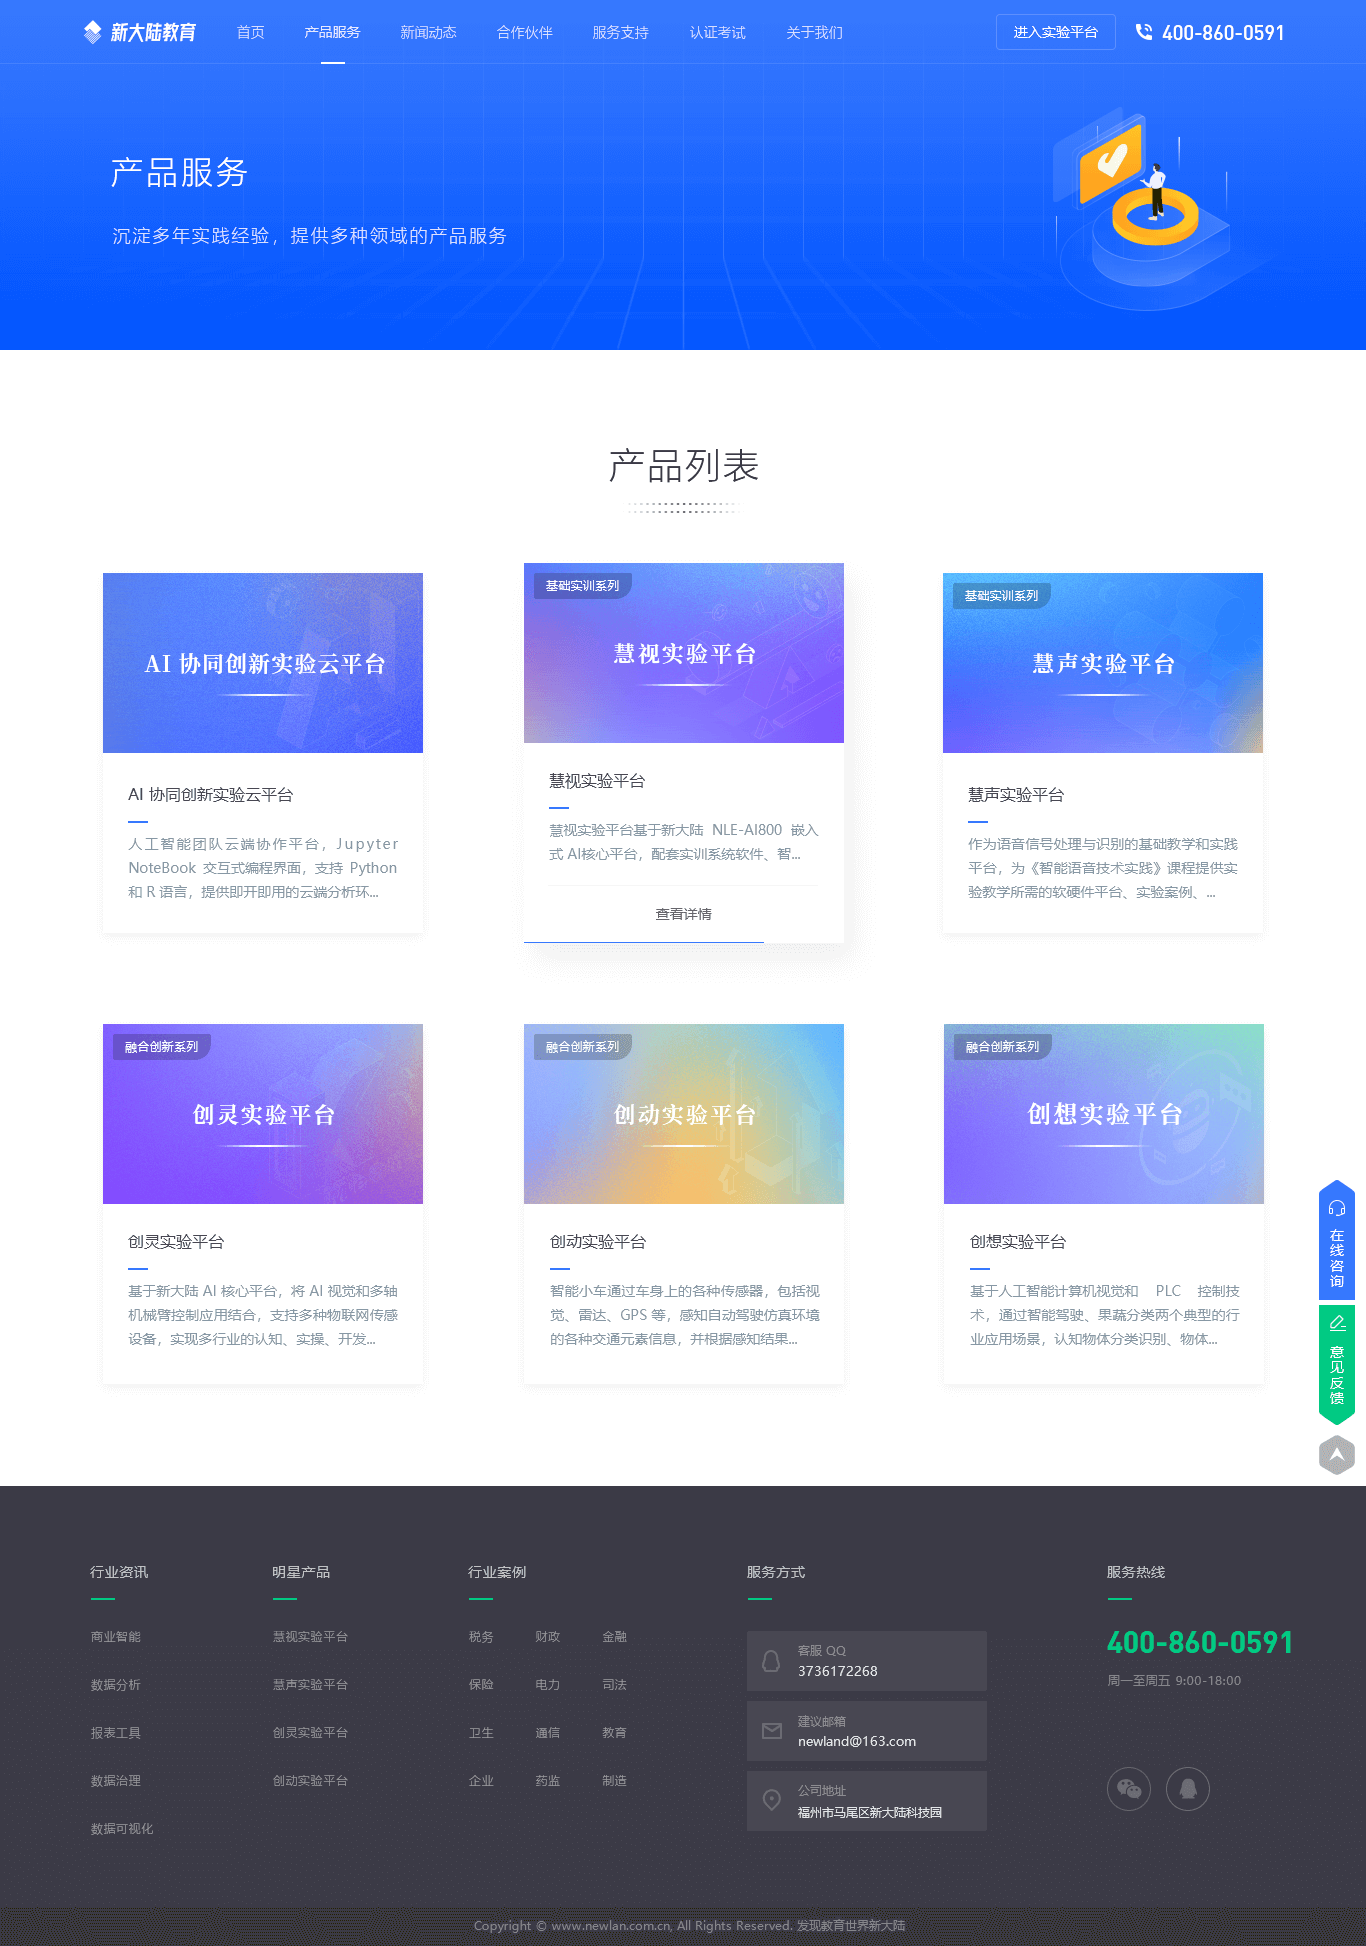 新大陆教育
首页
产品服务
新闻动态
合作伙伴
服务支持
认证考试
关于我们
进入实验平台
400-860-0591
产品服务
沉淀多年实践经验，提供多种领域的产品服务
产品列表
AI 协同创新实验云平台
AI 协同创新实验云平台
人工智能团队云端协作平台，Jupyter
NoteBook 交互式编程界面，支持 Python
和 R 语言，提供即开即用的云端分析环...
基础实训系列
慧视实验平台
慧视实验平台
慧视实验平台基于新大陆 NLE-AI800 嵌入
式 AI核心平台，配套实训系统软件、智...
查看详情
基础实训系列
慧声实验平台
慧声实验平台
作为语音信号处理与识别的基础教学和实践
平台，为《智能语音技术实践》课程提供实
验教学所需的软硬件平台、实验案例、...
融合创新系列
创灵实验平台
创灵实验平台
基于新大陆 AI 核心平台，将 AI 视觉和多轴
机械臂控制应用结合，支持多种物联网传感
设备，实现多行业的认知、实操、开发...
融合创新系列
创动实验平台
创动实验平台
智能小车通过车身上的各种传感器，包括视
觉、雷达、GPS 等，感知自动驾驶仿真环境
的各种交通元素信息，并根据感知结果...
融合创新系列
创想实验平台
创想实验平台
基于人工智能计算机视觉和 PLC 控制技
术，通过智能驾驶、果蔬分类两个典型的行
业应用场景，认知物体分类识别、物体...
在线咨询
意见反馈
行业资讯
商业智能
数据分析
报表工具
数据治理
数据可视化
明星产品
慧视实验平台
慧声实验平台
创灵实验平台
创动实验平台
行业案例
税务 财政 金融
保险 电力 司法
卫生 通信 教育
企业 药监 制造
服务方式
客服 QQ
3736172268
建议邮箱
newland@163.com
公司地址
福州市马尾区新大陆科技园
服务热线
400-860-0591
周一至周五 9:00-18:00
Copyright © www.newlan.com.cn, All Rights Reserved. 发现教育世界新大陆